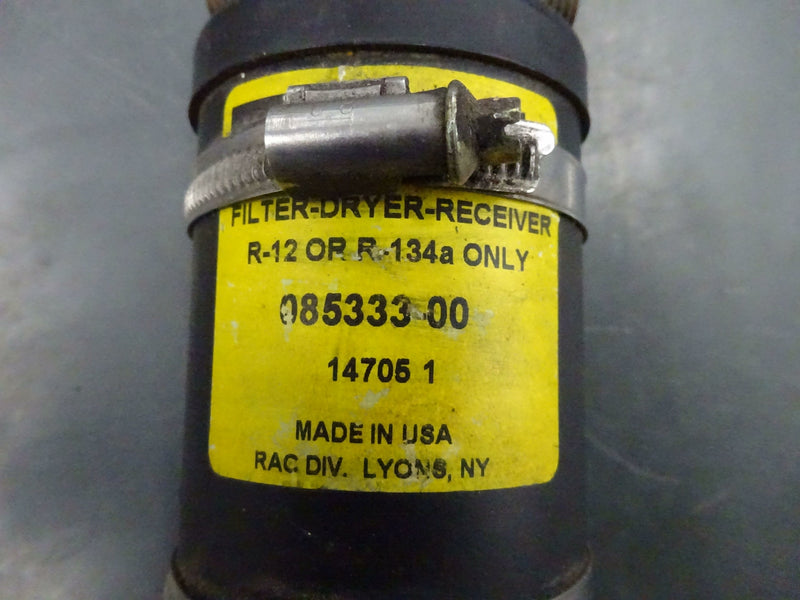 FILTER-DRYER-RECEIVER
R-12 OR R-134a ONLY
085333-00
14705 1
MADE IN USA
RAC DIV. LYONS, NY